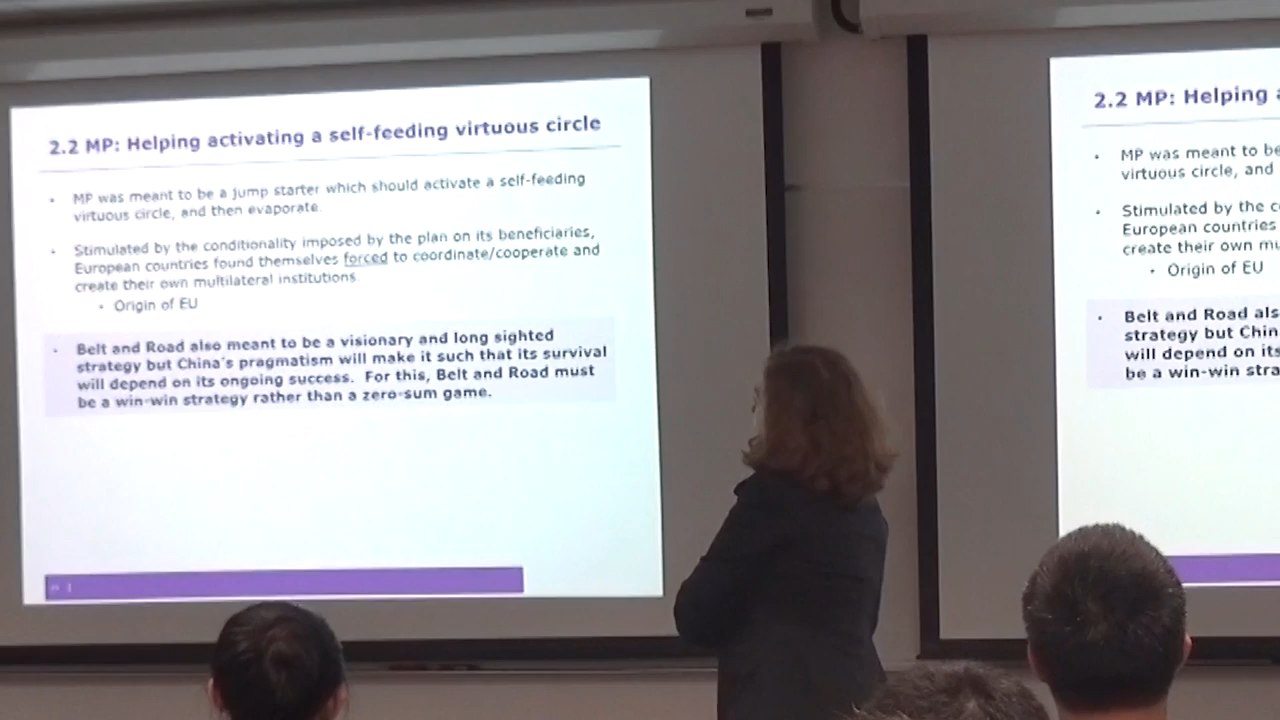 2.2 MP: Helping activating a self-feeding virtuous circle
• MP was meant to be a jump starter which should activate a self-feeding
virtuous circle, and then evaporate.
• Stimulated by the conditionality imposed by the plan on its beneficiaries,
European countries found themselves forced to coordinate/cooperate and
create their own multilateral institutions
• Origin of EU
• Belt and Road also meant to be a visionary and long sighted
strategy but China's pragmatism will make it such that its survival
will depend on its ongoing success. For this, Belt and Road must
be a win-win strategy rather than a zero-sum game.
2.2 MP: Helping
• MP was meant to be
virtuous circle, and
• Stimulated by the
European countries
create their own
• Origin of EU
• Belt and Road
strategy but
will depend on
be a win-win